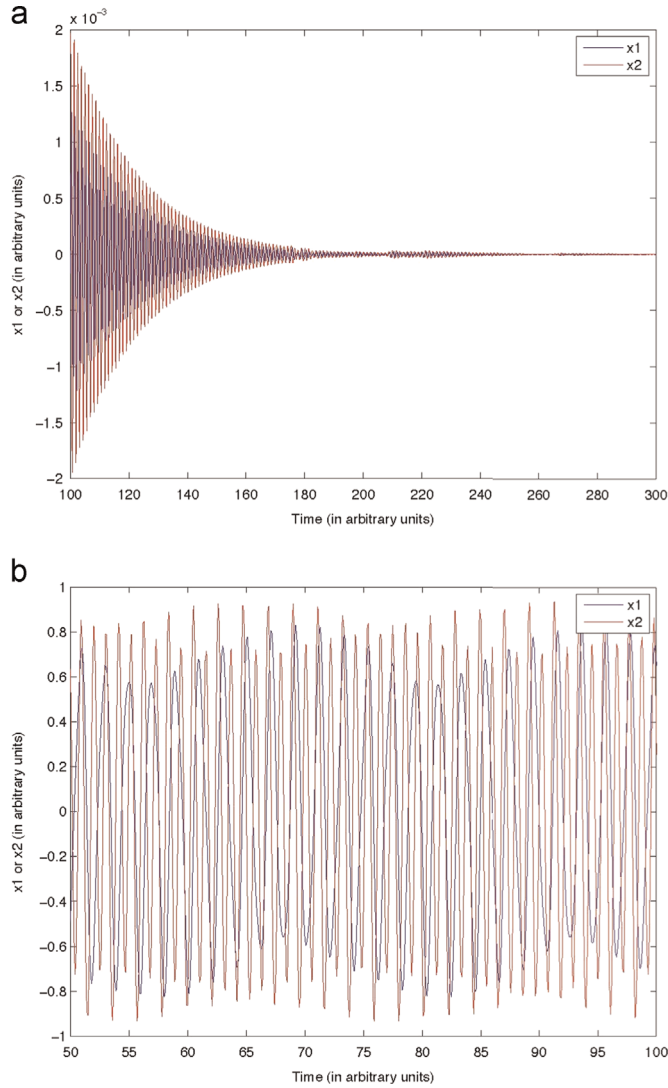 a
x 10⁻³
2
1.5
1
0.5
0
−0.5
−1
−1.5
−2
x1 or x2 (in arbitrary units)
x1
x2
100 120 140 160 180 200 220 240 260 280 300
Time (in arbitrary units)
b
1
0.8
0.6
0.4
0.2
0
−0.2
−0.4
−0.6
−0.8
−1
x1 or x2 (in arbitrary units)
x1
x2
50 55 60 65 70 75 80 85 90 95 100
Time (in arbitrary units)